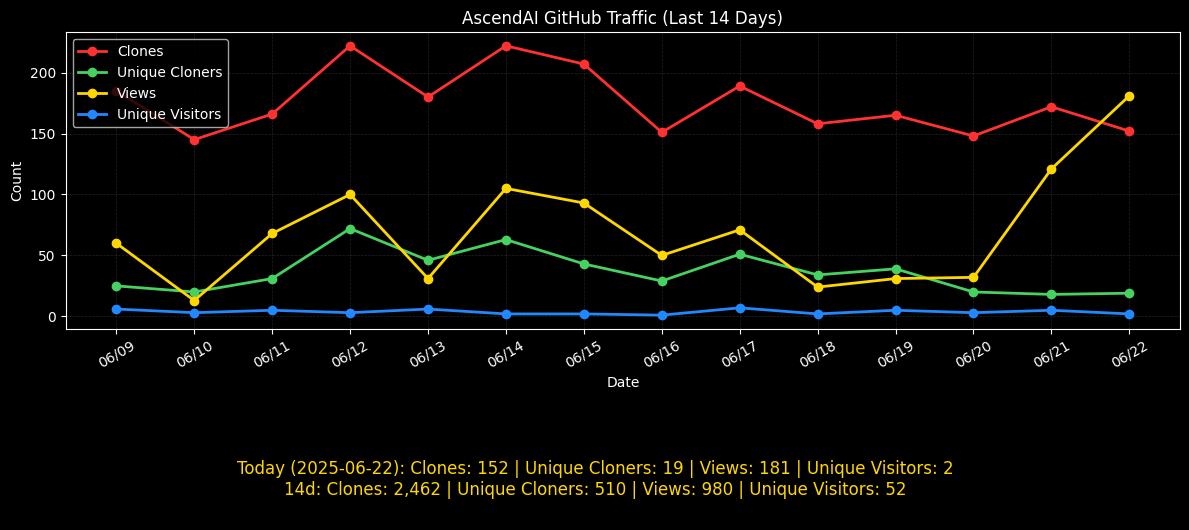 AscendAI GitHub Traffic (Last 14 Days)
Clones
Unique Cloners
Views
Unique Visitors
Count
200
150
100
50
0
06/09 06/10 06/11 06/12 06/13 06/14 06/15 06/16 06/17 06/18 06/19 06/20 06/21 06/22
Date
Today (2025-06-22): Clones: 152 | Unique Cloners: 19 | Views: 181 | Unique Visitors: 2
14d: Clones: 2,462 | Unique Cloners: 510 | Views: 980 | Unique Visitors: 52